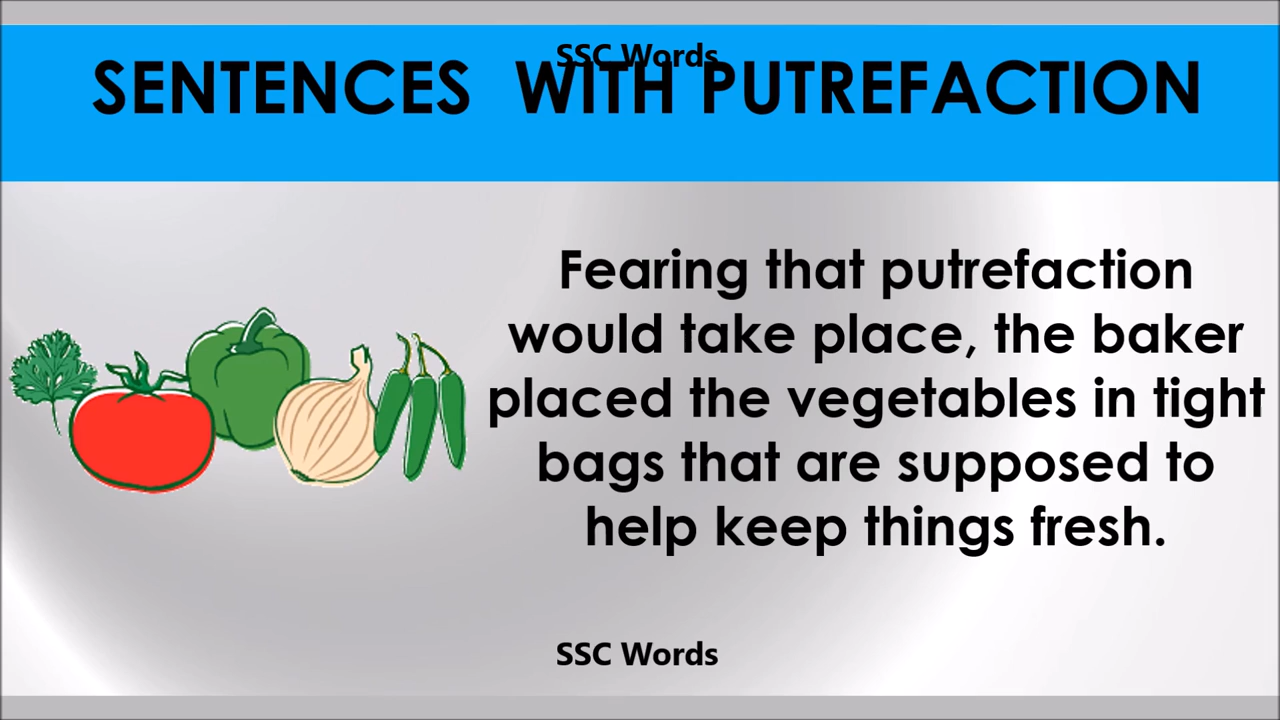 SSC Words
SENTENCES WITH PUTREFACTION
Fearing that putrefaction
would take place, the baker
placed the vegetables in tight
bags that are supposed to
help keep things fresh.
SSC Words